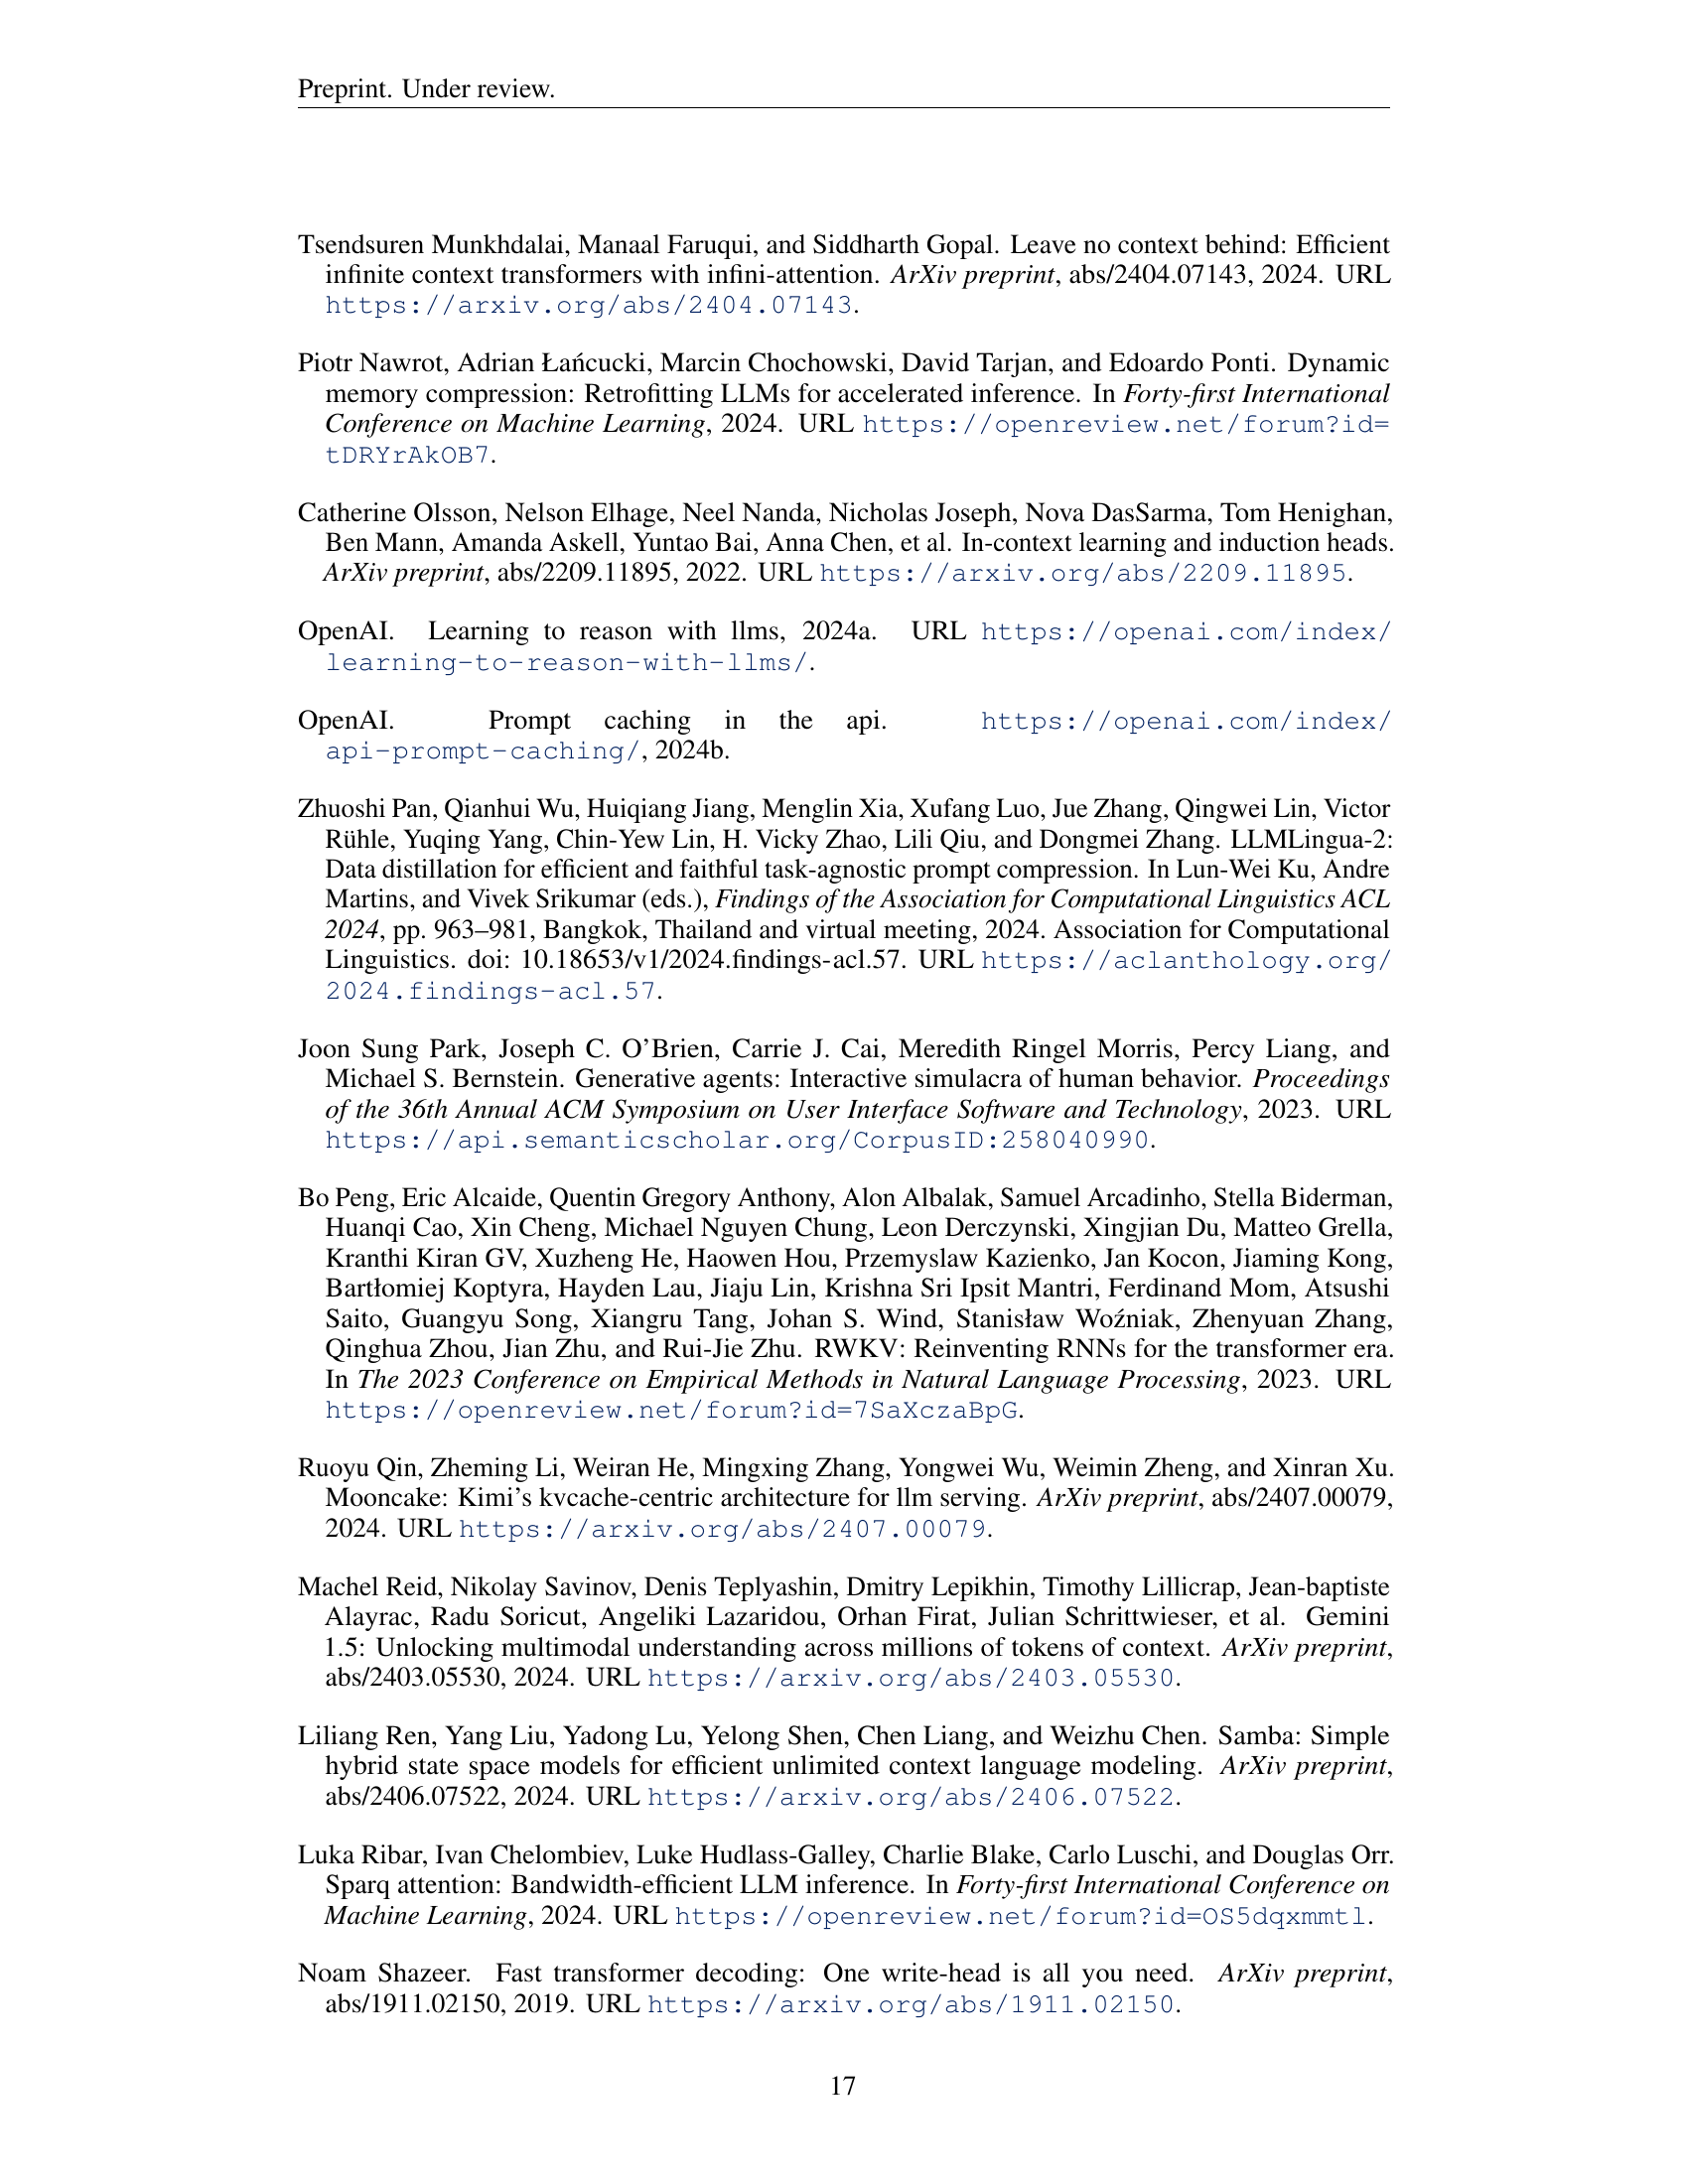 Preprint. Under review.
Tsendsuren Munkhdalai, Manaal Faruqui, and Siddharth Gopal. Leave no context behind: Efficient
infinite context transformers with infini-attention. ArXiv preprint, abs/2404.07143, 2024. URL
https://arxiv.org/abs/2404.07143.
Piotr Nawrot, Adrian Łańcucki, Marcin Chochowski, David Tarjan, and Edoardo Ponti. Dynamic
memory compression: Retrofitting LLMs for accelerated inference. In Forty-first International
Conference on Machine Learning, 2024. URL https://openreview.net/forum?id=
tDRYrAkOB7.
Catherine Olsson, Nelson Elhage, Neel Nanda, Nicholas Joseph, Nova DasSarma, Tom Henighan,
Ben Mann, Amanda Askell, Yuntao Bai, Anna Chen, et al. In-context learning and induction heads.
ArXiv preprint, abs/2209.11895, 2022. URL https://arxiv.org/abs/2209.11895.
OpenAI. Learning to reason with llms, 2024a. URL https://openai.com/index/
learning-to-reason-with-llms/.
OpenAI. Prompt caching in the api. https://openai.com/index/
api-prompt-caching/, 2024b.
Zhuoshi Pan, Qianhui Wu, Huiqiang Jiang, Menglin Xia, Xufang Luo, Jue Zhang, Qingwei Lin, Victor
Rühle, Yuqing Yang, Chin-Yew Lin, H. Vicky Zhao, Lili Qiu, and Dongmei Zhang. LLMLingua-2:
Data distillation for efficient and faithful task-agnostic prompt compression. In Lun-Wei Ku, Andre
Martins, and Vivek Srikumar (eds.), Findings of the Association for Computational Linguistics ACL
2024, pp. 963–981, Bangkok, Thailand and virtual meeting, 2024. Association for Computational
Linguistics. doi: 10.18653/v1/2024.findings-acl.57. URL https://aclanthology.org/
2024.findings-acl.57.
Joon Sung Park, Joseph C. O’Brien, Carrie J. Cai, Meredith Ringel Morris, Percy Liang, and
Michael S. Bernstein. Generative agents: Interactive simulacra of human behavior. Proceedings
of the 36th Annual ACM Symposium on User Interface Software and Technology, 2023. URL
https://api.semanticscholar.org/CorpusID:258040990.
Bo Peng, Eric Alcaide, Quentin Gregory Anthony, Alon Albalak, Samuel Arcadinho, Stella Biderman,
Huanqi Cao, Xin Cheng, Michael Nguyen Chung, Leon Derczynski, Xingjian Du, Matteo Grella,
Kranthi Kiran GV, Xuzheng He, Haowen Hou, Przemyslaw Kazienko, Jan Kocon, Jiaming Kong,
Bartłomiej Koptyra, Hayden Lau, Jiaju Lin, Krishna Sri Ipsit Mantri, Ferdinand Mom, Atsushi
Saito, Guangyu Song, Xiangru Tang, Johan S. Wind, Stanisław Woźniak, Zhenyuan Zhang,
Qinghua Zhou, Jian Zhu, and Rui-Jie Zhu. RWKV: Reinventing RNNs for the transformer era.
In The 2023 Conference on Empirical Methods in Natural Language Processing, 2023. URL
https://openreview.net/forum?id=7SaXczaBpG.
Ruoyu Qin, Zheming Li, Weiran He, Mingxing Zhang, Yongwei Wu, Weimin Zheng, and Xinran Xu.
Mooncake: Kimi’s kvcache-centric architecture for llm serving. ArXiv preprint, abs/2407.00079,
2024. URL https://arxiv.org/abs/2407.00079.
Machel Reid, Nikolay Savinov, Denis Teplyashin, Dmitry Lepikhin, Timothy Lillicrap, Jean-baptiste
Alayrac, Radu Soricut, Angeliki Lazaridou, Orhan Firat, Julian Schrittwieser, et al. Gemini
1.5: Unlocking multimodal understanding across millions of tokens of context. ArXiv preprint,
abs/2403.05530, 2024. URL https://arxiv.org/abs/2403.05530.
Liliang Ren, Yang Liu, Yadong Lu, Yelong Shen, Chen Liang, and Weizhu Chen. Samba: Simple
hybrid state space models for efficient unlimited context language modeling. ArXiv preprint,
abs/2406.07522, 2024. URL https://arxiv.org/abs/2406.07522.
Luka Ribar, Ivan Chelombiev, Luke Hudlass-Galley, Charlie Blake, Carlo Luschi, and Douglas Orr.
Sparq attention: Bandwidth-efficient LLM inference. In Forty-first International Conference on
Machine Learning, 2024. URL https://openreview.net/forum?id=OS5dqxmmtl.
Noam Shazeer. Fast transformer decoding: One write-head is all you need. ArXiv preprint,
abs/1911.02150, 2019. URL https://arxiv.org/abs/1911.02150.
17